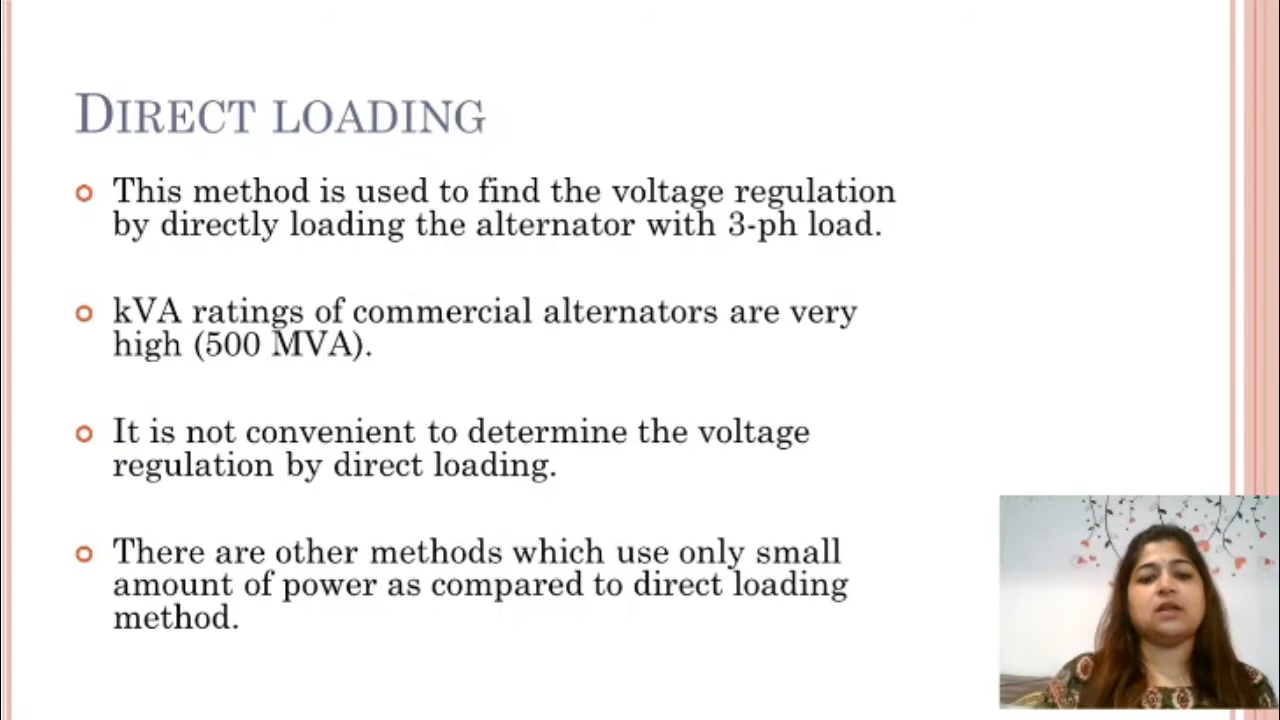 DIRECT LOADING
This method is used to find the voltage regulation
by directly loading the alternator with 3-ph load.
kVA ratings of commercial alternators are very
high (500 MVA).
It is not convenient to determine the voltage
regulation by direct loading.
There are other methods which use only small
amount of power as compared to direct loading
method.